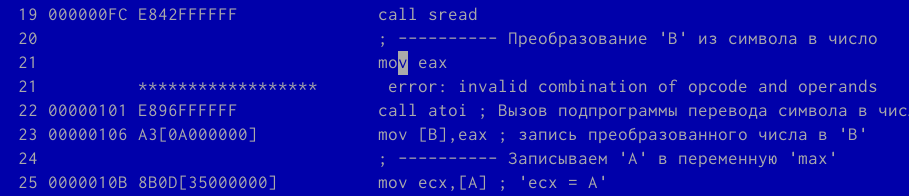 19 000000FC E842FFFFFF call sread
20 ; ---------- Преобразование 'B' из символа в число
21 mov eax
21 ****************** error: invalid combination of opcode and operands
22 00000101 E896FFFFFF call atoi ; Вызов подпрограммы перевода символа в чис
23 00000106 A3[0A000000] mov [B],eax ; запись преобразованного числа в 'B'
24 ; ---------- Записываем 'A' в переменную 'max'
25 0000010B 8B0D[35000000] mov ecx,[A] ; 'ecx = A'